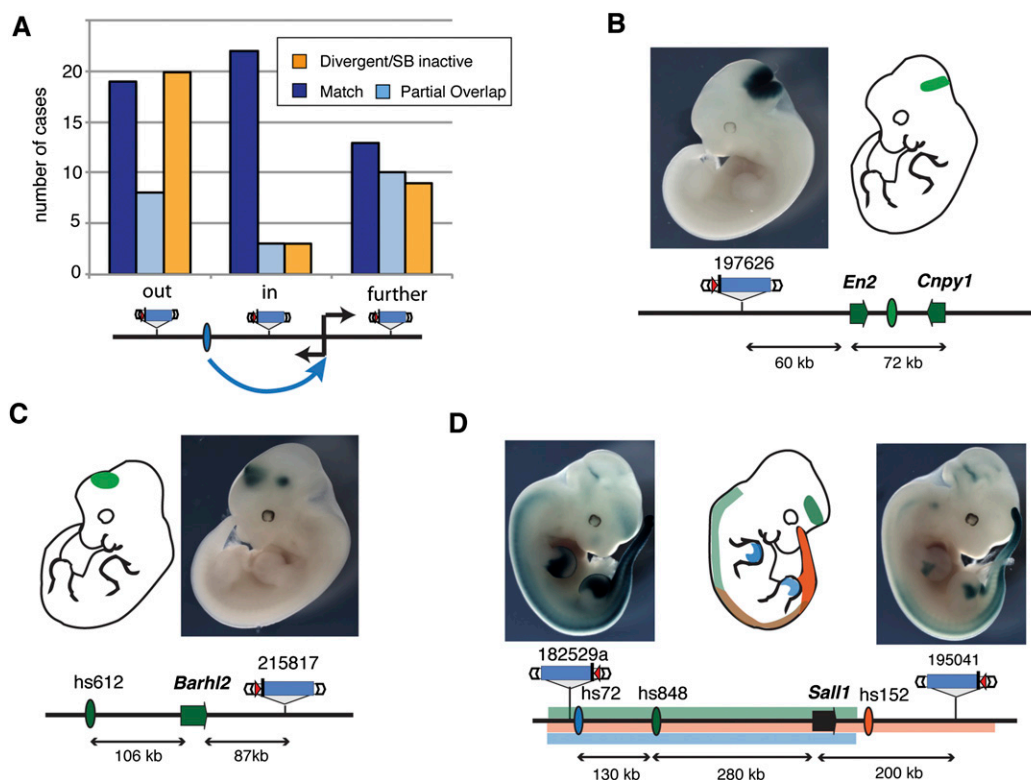 A
number of cases
20
15
10
5
0
Divergent/SB inactive
Match
Partial Overlap
out
in
further
B
197626
En2
Cnpy1
60 kb
72 kb
C
hs612
Barhl2
215817
106 kb
87kb
D
182529a
195041
hs72
hs848
Sall1
hs152
130 kb
280 kb
200 kb